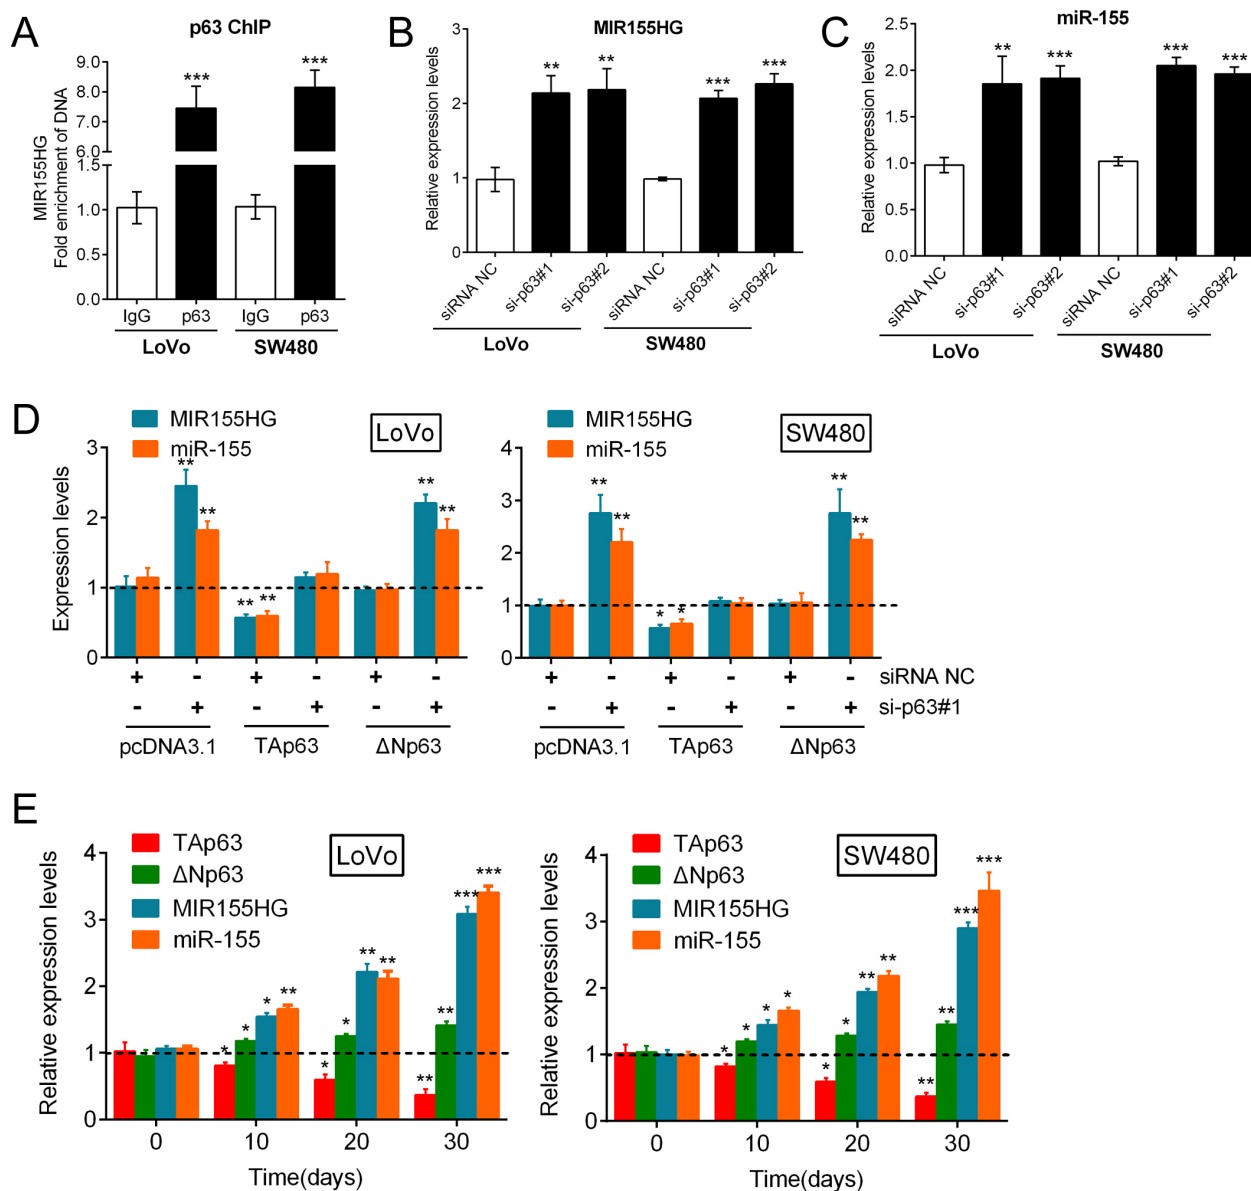 A
p63 ChIP
MIR155HG
Fold enrichment of DNA
9.0
8.0
7.0
6.0
1.5
1.0
0.5
0.0
***
***
IgG
p63
IgG
p63
LoVo
SW480
B
MIR155HG
Relative expression levels
3
2
1
0
**
**
***
***
siRNA NC
si-p63#1
si-p63#2
siRNA NC
si-p63#1
si-p63#2
LoVo
SW480
C
miR-155
Relative expression levels
2.5
2.0
1.5
1.0
0.5
0.0
**
***
***
***
siRNA NC
si-p63#1
si-p63#2
siRNA NC
si-p63#1
si-p63#2
LoVo
SW480
D
MIR155HG
miR-155
LoVo
Expression levels
3
2
1
0
**
**
**
**
**
**
+ - + - + -
- + - + - +
pcDNA3.1
TAp63
ΔNp63
MIR155HG
miR-155
SW480
4
3
2
1
0
**
**
*
*
**
**
+ - + - + - siRNA NC
- + - + - + si-p63#1
pcDNA3.1
TAp63
ΔNp63
E
TAp63
ΔNp63
MIR155HG
miR-155
LoVo
Relative expression levels
4
3
2
1
0
*
*
*
**
*
*
**
**
**
**
***
***
0
10
20
30
Time(days)
TAp63
ΔNp63
MIR155HG
miR-155
SW480
Relative expression levels
4
3
2
1
0
*
*
*
*
*
*
**
**
**
**
***
***
0
10
20
30
Time(days)